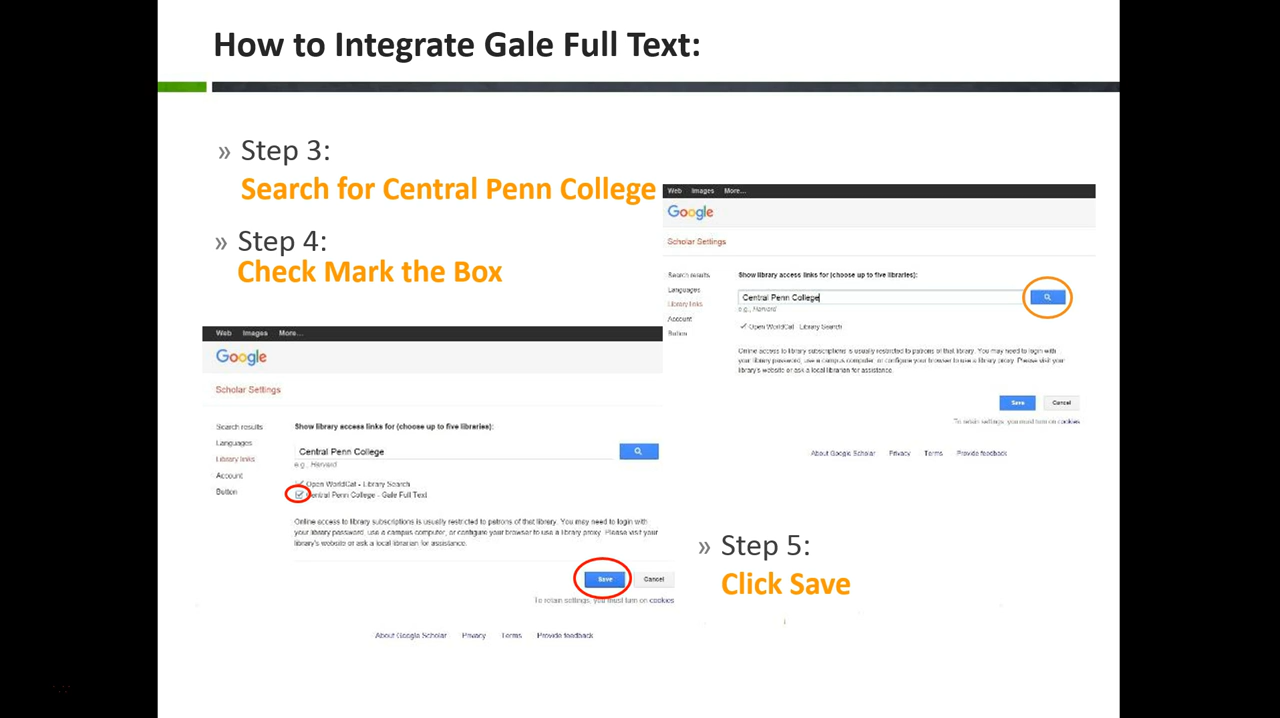 How to Integrate Gale Full Text:
» Step 3:
Search for Central Penn College
» Step 4:
Check Mark the Box
Web Images More...
Google
Scholar Settings
Search results
Languages
Library links
Account
Button
Show library access links for (choose up to five libraries):
Central Penn College
e.g., Harvard
Open WorldCat - Library Search
Online access to library subscriptions is usually restricted to patrons of that library. You may need to login with
your library password, use a campus computer, or configure your browser to use a library proxy. Please visit your
library's website or ask a local librarian for assistance.
Save Cancel
To retain settings, you must turn on cookies
About Google Scholar Privacy Terms Provide feedback
Web Images More...
Google
Scholar Settings
Search results
Languages
Library links
Account
Button
Show library access links for (choose up to five libraries):
Central Penn College
e.g., Harvard
Open WorldCat - Library Search
Central Penn College - Gale Full Text
Online access to library subscriptions is usually restricted to patrons of that library. You may need to login with
your library password, use a campus computer, or configure your browser to use a library proxy. Please visit your
library's website or ask a local librarian for assistance.
Save Cancel
To retain settings, you must turn on cookies
About Google Scholar Privacy Terms Provide feedback
» Step 5:
Click Save